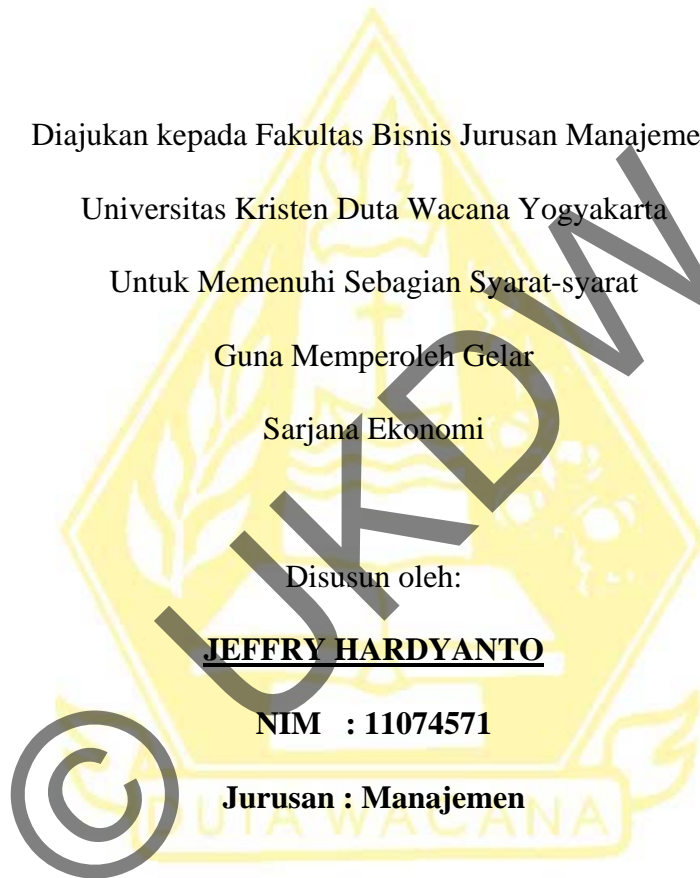 Diajukan kepada Fakultas Bisnis Jurusan Manajeme
Universitas Kristen Duta Wacana Yogyakarta
Untuk Memenuhi Sebagian Syarat-syarat
Guna Memperoleh Gelar
Sarjana Ekonomi
Disusun oleh:
JEFFRY HARDYANTO
NIM : 11074571
Jurusan : Manajemen
DUTA WACANA
© UKDW